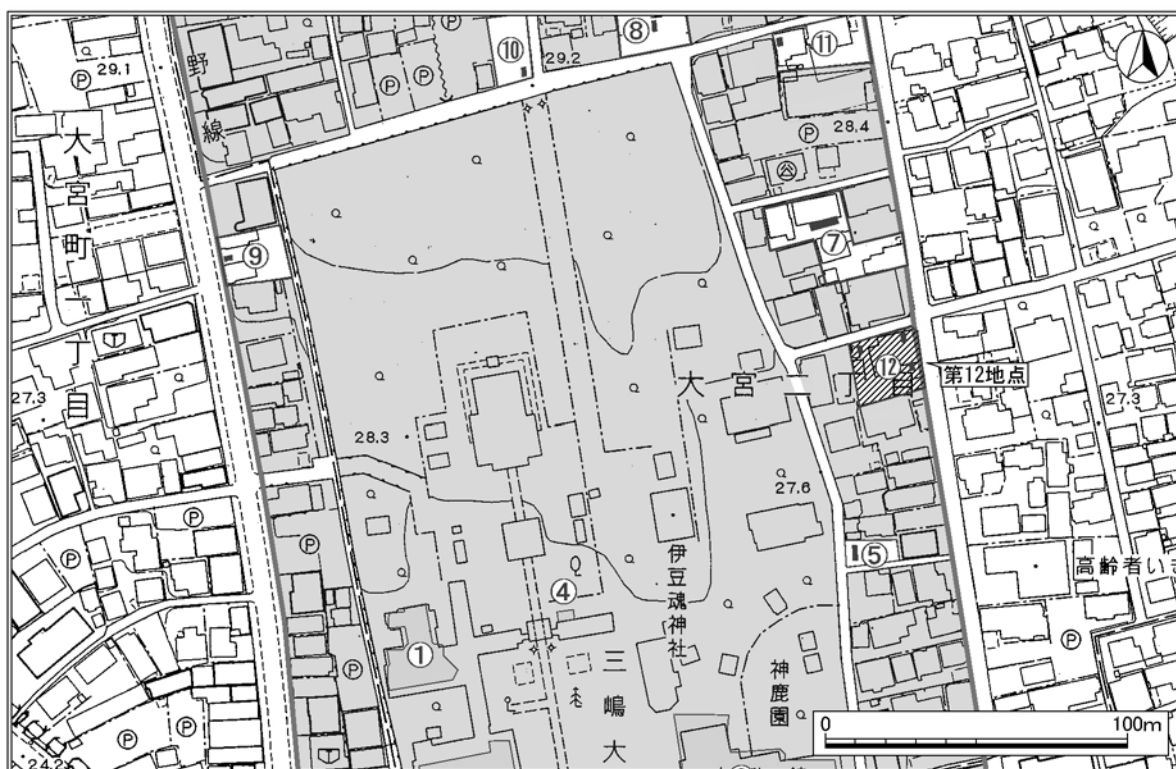 ⑩
⑧
⑪
29.2
29.1
野線
28.4
大宮町一丁目
⑦
⑨
⑫
第12地点
大宮二丁目
27.3
27.3
28.3
27.6
⑤
高齢者いき
伊豆魂神社
④
①
三嶋大
神鹿園
0 100m
24.2
P
P
P
P
P
P
P
P
P
P
P